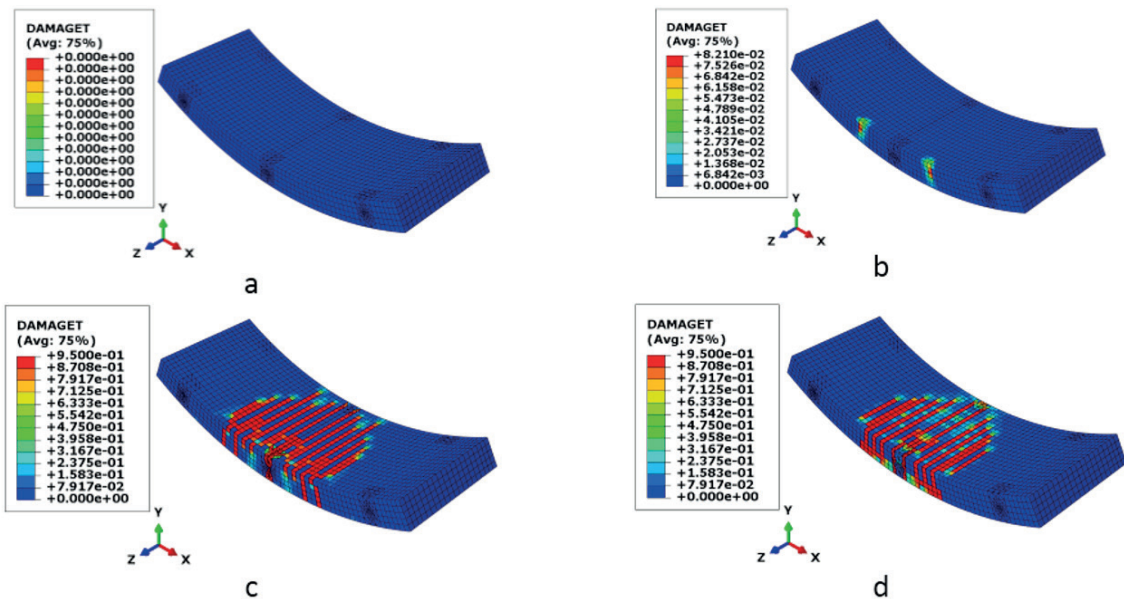 DAMAGET
(Avg: 75%)
+0.000e+00
+0.000e+00
+0.000e+00
+0.000e+00
+0.000e+00
+0.000e+00
+0.000e+00
+0.000e+00
+0.000e+00
+0.000e+00
+0.000e+00
+0.000e+00
+0.000e+00
Y
Z
X
a
DAMAGET
(Avg: 75%)
+8.210e-02
+7.526e-02
+6.842e-02
+6.158e-02
+5.473e-02
+4.789e-02
+4.105e-02
+3.421e-02
+2.737e-02
+2.053e-02
+1.368e-02
+6.842e-03
+0.000e+00
Y
Z
X
b
DAMAGET
(Avg: 75%)
+9.500e-01
+8.708e-01
+7.917e-01
+7.125e-01
+6.333e-01
+5.542e-01
+4.750e-01
+3.958e-01
+3.167e-01
+2.375e-01
+1.583e-01
+7.917e-02
+0.000e+00
Y
Z
X
c
DAMAGET
(Avg: 75%)
+9.500e-01
+8.708e-01
+7.917e-01
+7.125e-01
+6.333e-01
+5.542e-01
+4.750e-01
+3.958e-01
+3.167e-01
+2.375e-01
+1.583e-01
+7.917e-02
+0.000e+00
Y
Z
X
d